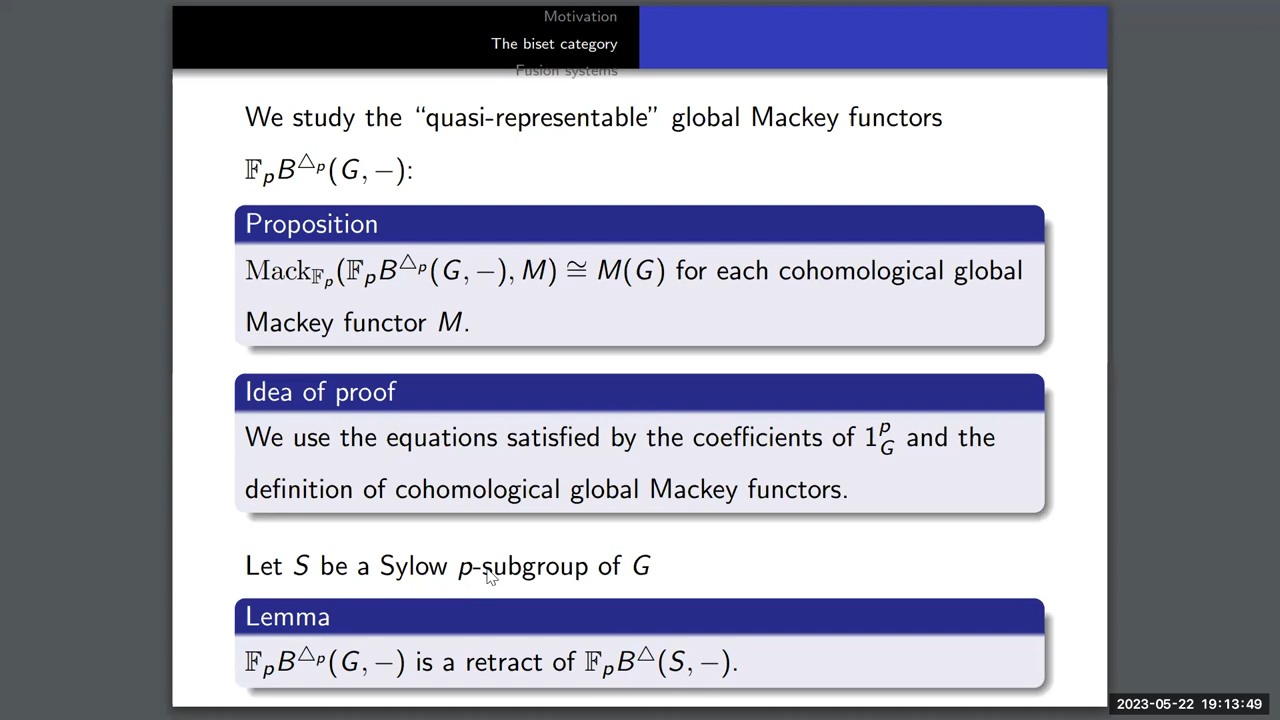 Motivation
The biset category
Fusion systems
We study the “quasi-representable” global Mackey functors
𝔽ₚB^{△ₚ}(G, −):
Proposition
Mack_{𝔽ₚ}(𝔽ₚB^{△ₚ}(G, −), M) ≅ M(G) for each cohomological global
Mackey functor M.
Idea of proof
We use the equations satisfied by the coefficients of 1_G^p and the
definition of cohomological global Mackey functors.
Let S be a Sylow p-subgroup of G
Lemma
𝔽ₚB^{△ₚ}(G, −) is a retract of 𝔽ₚB^{△}(S, −).
2023-05-22 19:13:49